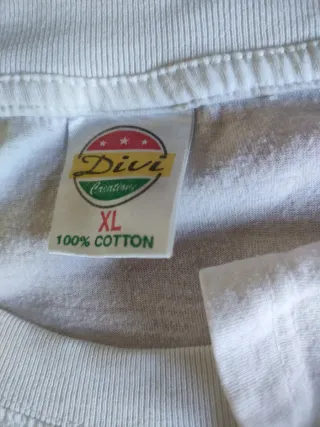 Divi
Creations
XL
100% COTTON